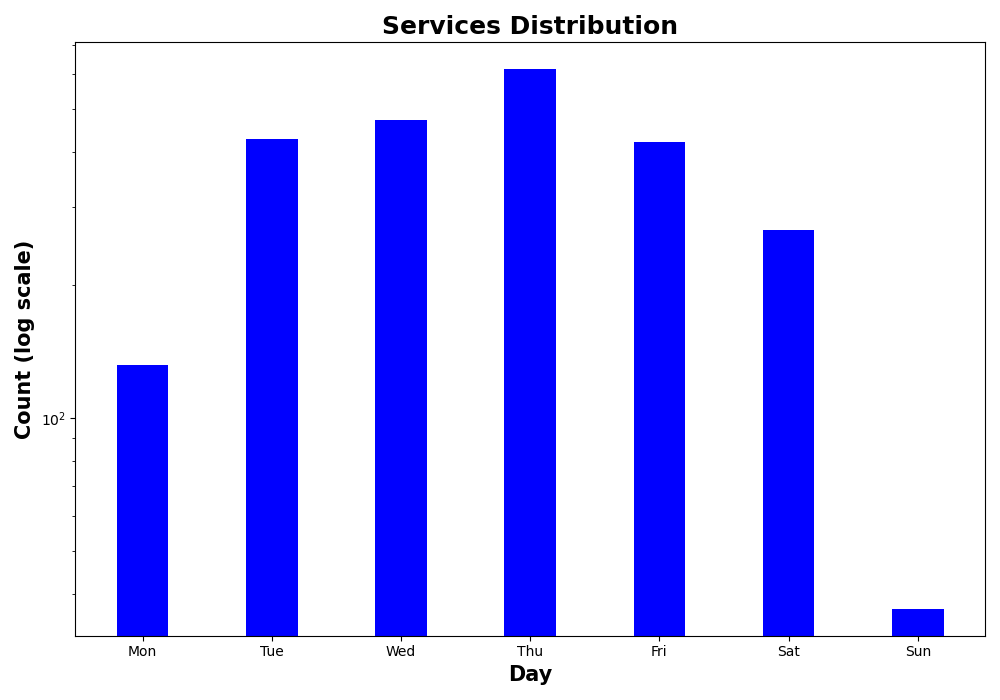 Services Distribution
Count (log scale)
10²
Mon Tue Wed Thu Fri Sat Sun
Day